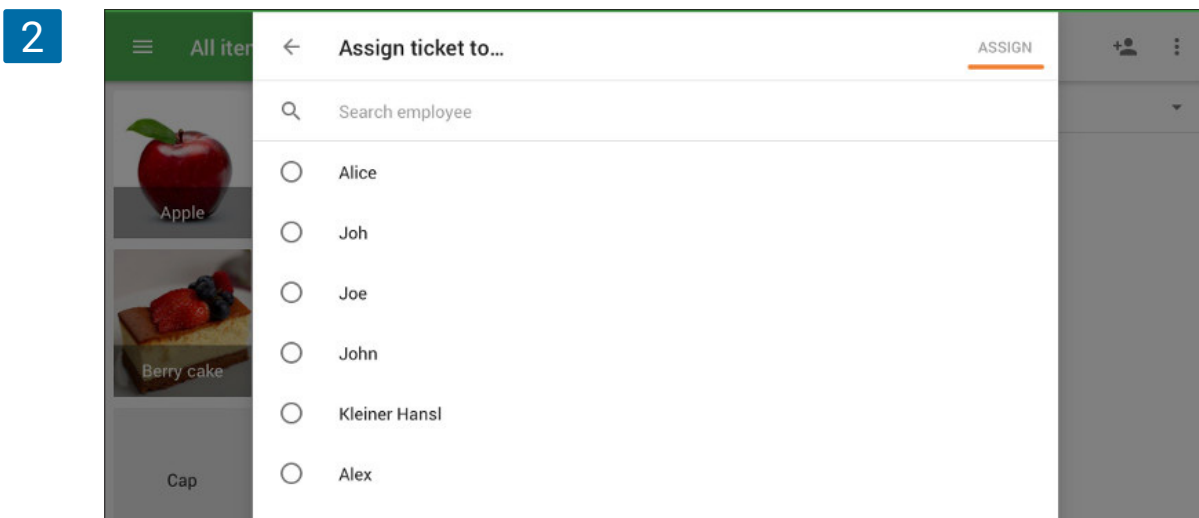 2
All iter
Assign ticket to...
ASSIGN
Search employee
Alice
Apple
Joh
Joe
John
Berry cake
Kleiner Hansl
Cap
Alex